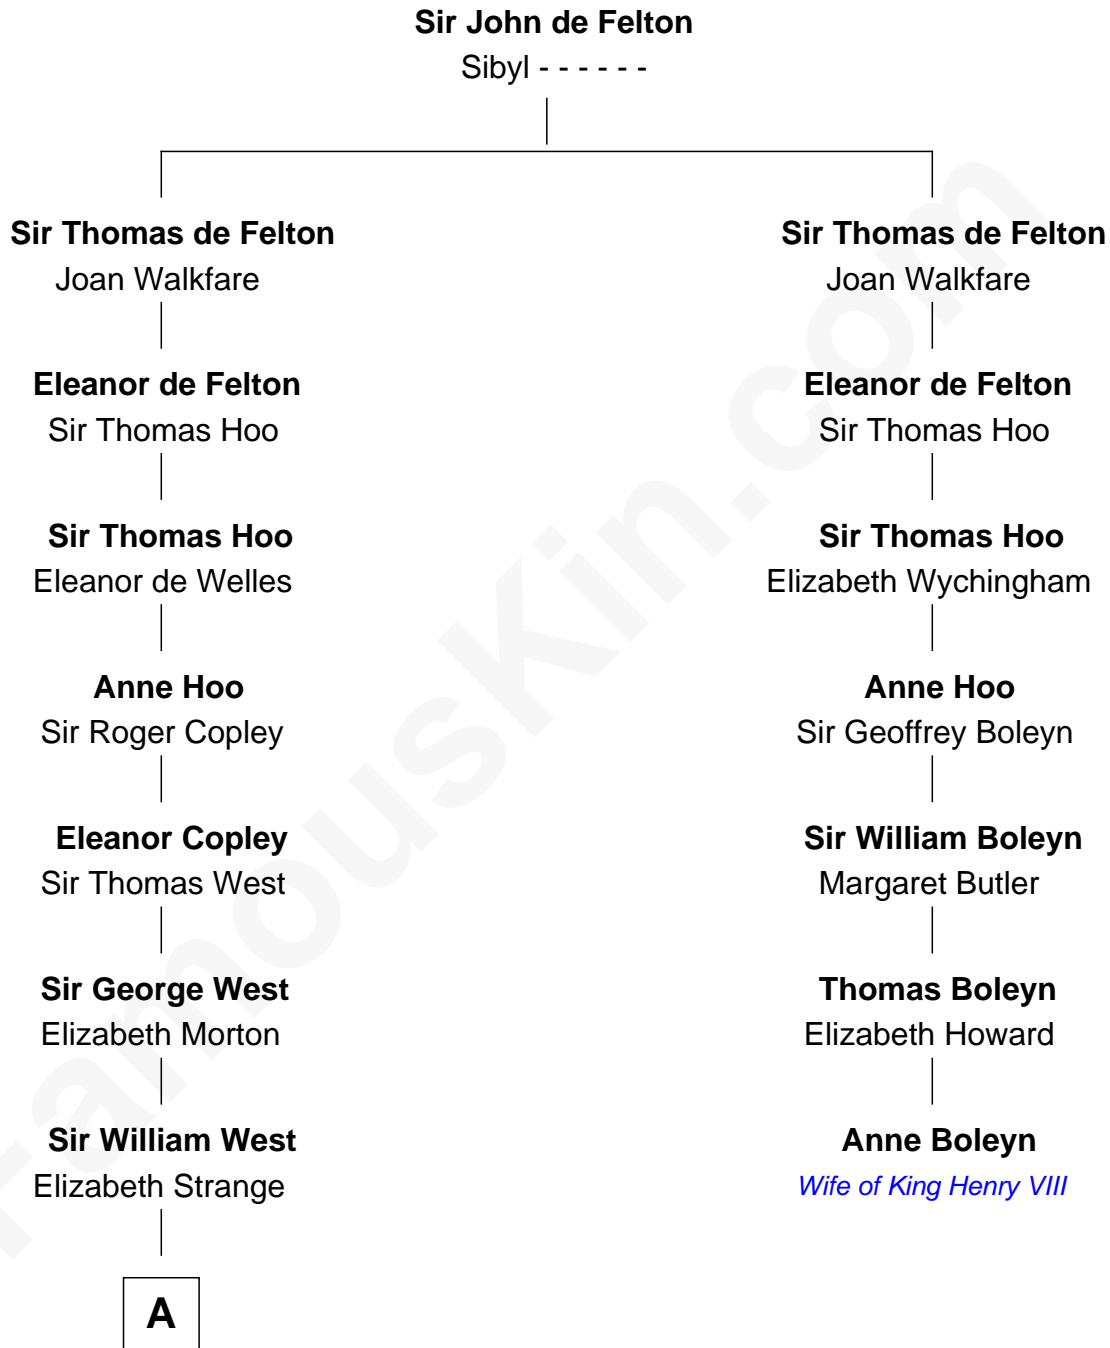 Sir John de Felton
Sibyl - - - - - -
Sir Thomas de Felton
Joan Walkfare
Eleanor de Felton
Sir Thomas Hoo
Sir Thomas Hoo
Eleanor de Welles
Anne Hoo
Sir Roger Copley
Eleanor Copley
Sir Thomas West
Sir George West
Elizabeth Morton
Sir William West
Elizabeth Strange
A
Sir Thomas de Felton
Joan Walkfare
Eleanor de Felton
Sir Thomas Hoo
Sir Thomas Hoo
Elizabeth Wychingham
Anne Hoo
Sir Geoffrey Boleyn
Sir William Boleyn
Margaret Butler
Thomas Boleyn
Elizabeth Howard
Anne Boleyn
Wife of King Henry VIII
FamousKin.com